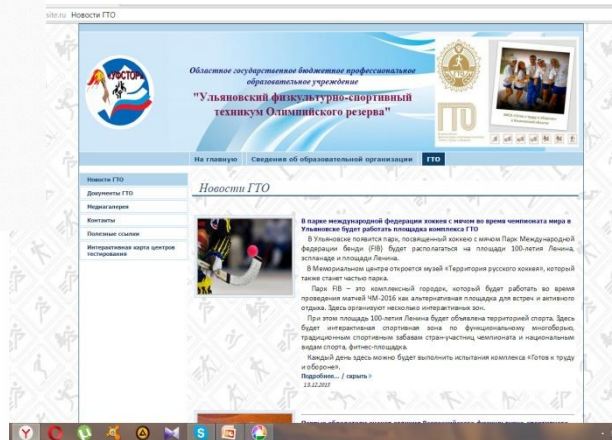 site.ru Новости ГТО
УФСТОР
Областное государственное бюджетное профессиональное
образовательное учреждение
"Ульяновский физкультурно-спортивный
техникум Олимпийского резерва"
ГТО
На главную Сведения об образовательной организации ГТО
Новости ГТО
Документы ГТО
Медиагалерея
Контакты
Полезные ссылки
Интерактивная карта центров
тестирования
Новости ГТО
В парке международной федерации хоккея с мячом во время чемпионата мира в
Ульяновске будет работать площадка комплекса ГТО
В Ульяновске появится парк, посвященный хоккею с мячом Парк Международной
федерации бенди (FIB) будет располагаться на площади 100-летия Ленина,
эспланаде и площади Ленина.
В Мемориальном центре откроется музей «Территория русского хоккея», который
также станет частью парка.
Парк FIB – это комплексный городок, который будет работать во время
проведения матчей ЧМ-2016 как альтернативная площадка для встреч и активного
отдыха. Здесь организуют несколько интерактивных зон.
При этом площадь 100-летия Ленина будет объявлена территорией спорта. Здесь
будет интерактивная спортивная зона по функциональному многоборью,
традиционным спортивным забавам стран-участниц чемпионата и национальным
видам спорта, фитнес-площадка.
Каждый день здесь можно будет выполнить испытания комплекса «Готов к труду
и обороне».
Подробнее... / скрыть »
13.12.2015